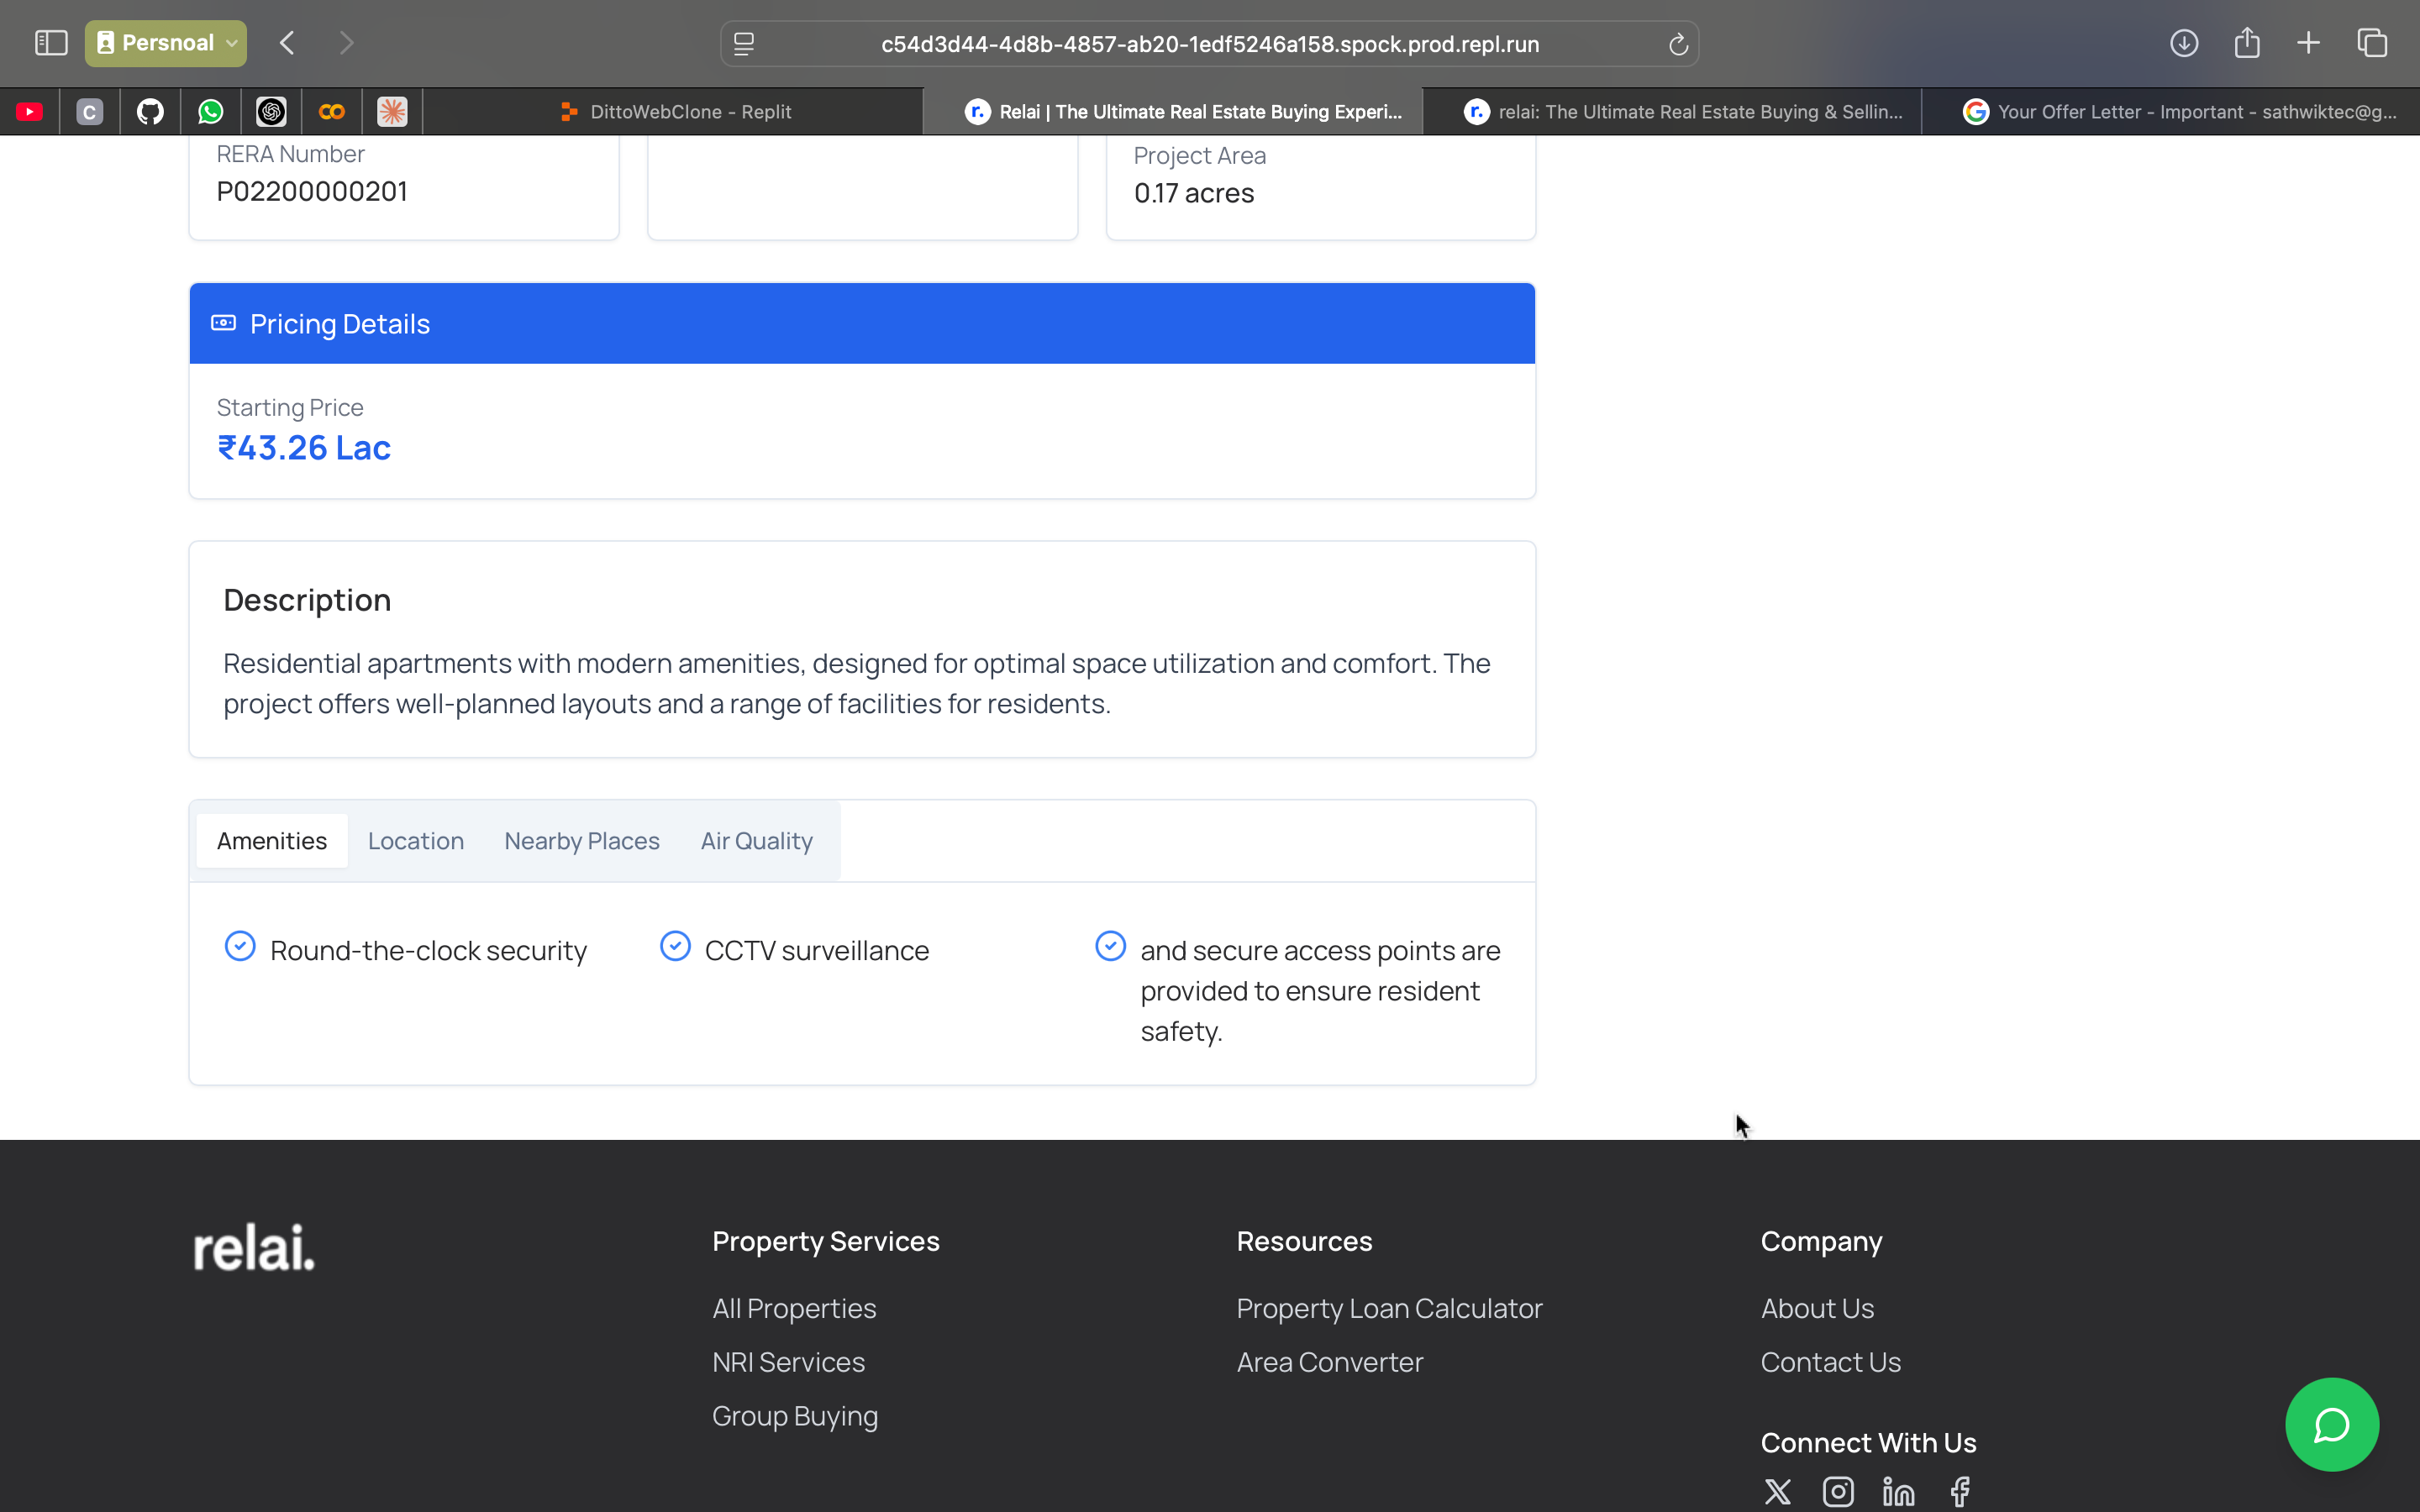 Persnoal
c54d3d44-4d8b-4857-ab20-1edf5246a158.spock.prod.repl.run
C
DittoWebClone - Replit
r. Relai | The Ultimate Real Estate Buying Experi...
r. relai: The Ultimate Real Estate Buying & Sellin...
G Your Offer Letter - Important - sathwiktec@g...
RERA Number
P02200000201
Project Area
0.17 acres
Pricing Details
Starting Price
₹43.26 Lac
Description
Residential apartments with modern amenities, designed for optimal space utilization and comfort. The
project offers well-planned layouts and a range of facilities for residents.
Amenities Location Nearby Places Air Quality
Round-the-clock security
CCTV surveillance
and secure access points are
provided to ensure resident
safety.
relai.
Property Services
All Properties
NRI Services
Group Buying
Resources
Property Loan Calculator
Area Converter
Company
About Us
Contact Us
Connect With Us